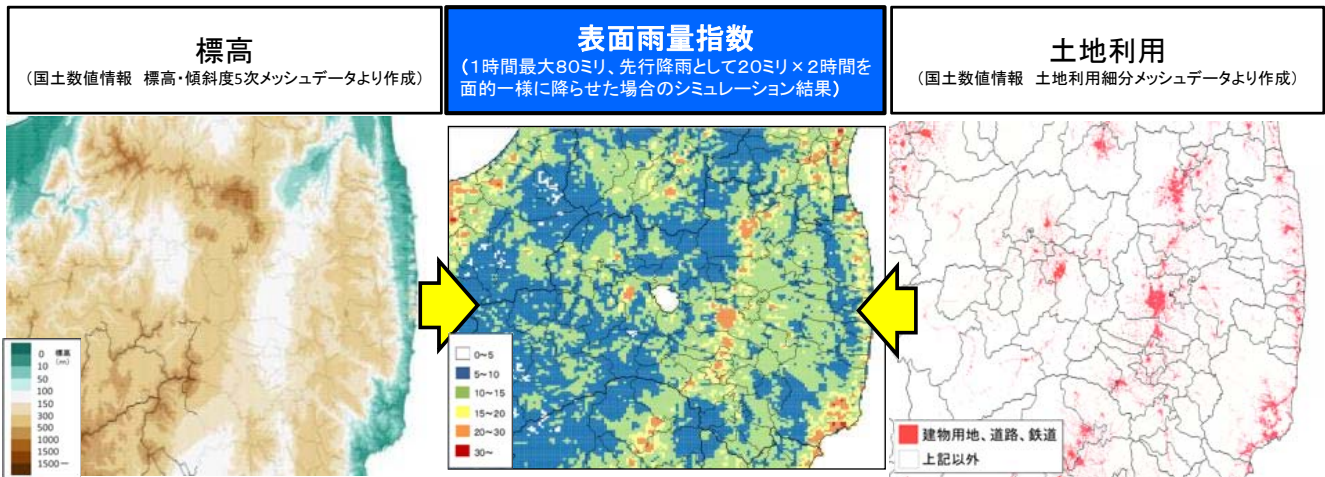 標高
(国土数値情報 標高・傾斜度5次メッシュデータより作成)
表面雨量指数
(1時間最大80ミリ、先行降雨として20ミリ×2時間を
面的一様に降らせた場合のシミュレーション結果)
土地利用
(国土数値情報 土地利用細分メッシュデータより作成)
0 標高
10 (m)
50
100
150
300
500
1000
1500
1500ー
0~5
5~10
10~15
15~20
20~30
30~
建物用地、道路、鉄道
上記以外